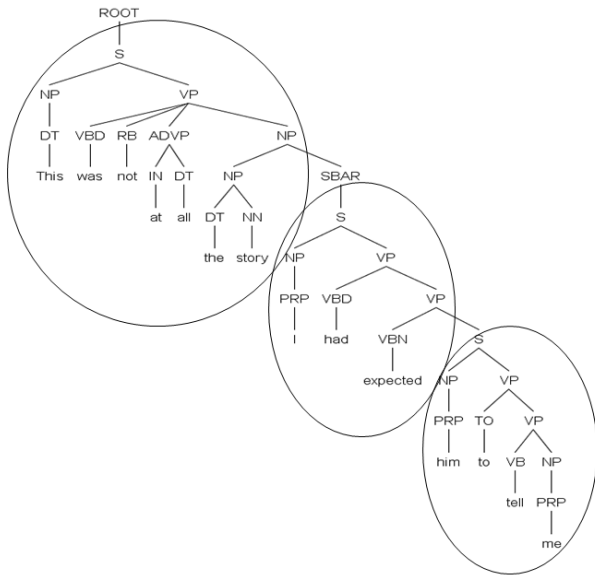 ROOT
S
NP VP
DT VBD RB ADVP NP
This was not IN DT NP SBAR
at all DT NN S
the story NP VP
PRP VBD VP
I had VBN S
expected NP VP
PRP TO VP
him to VB NP
tell PRP
me